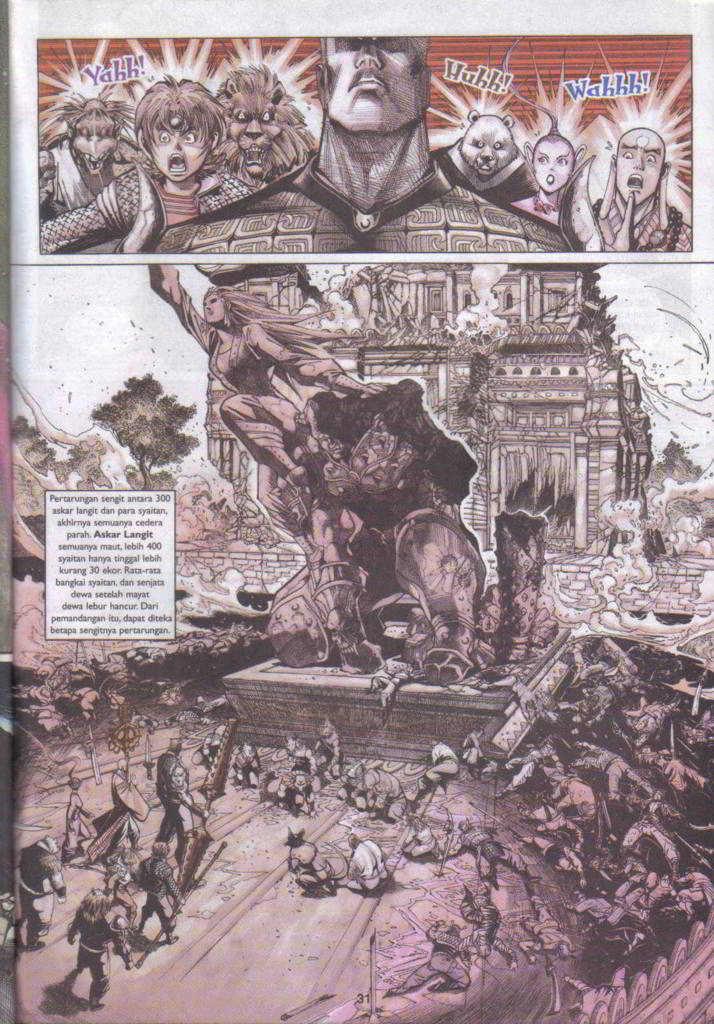 Yahh!
Huhh!
Wahhh!
Pertarungan sengit antara 300
askar langit dan para syaitan,
akhirnya semuanya cedera
parah. Askar Langit
semuanya maut, lebih 400
syaitan hanya tinggal lebih
kurang 30 ekor. Rata-rata
bangkai syaitan, dan senjata
dewa setelah mayat
dewa lebur hancur. Dari
pemandangan itu, dapat diteka
betapa sengitnya pertarungan.
31